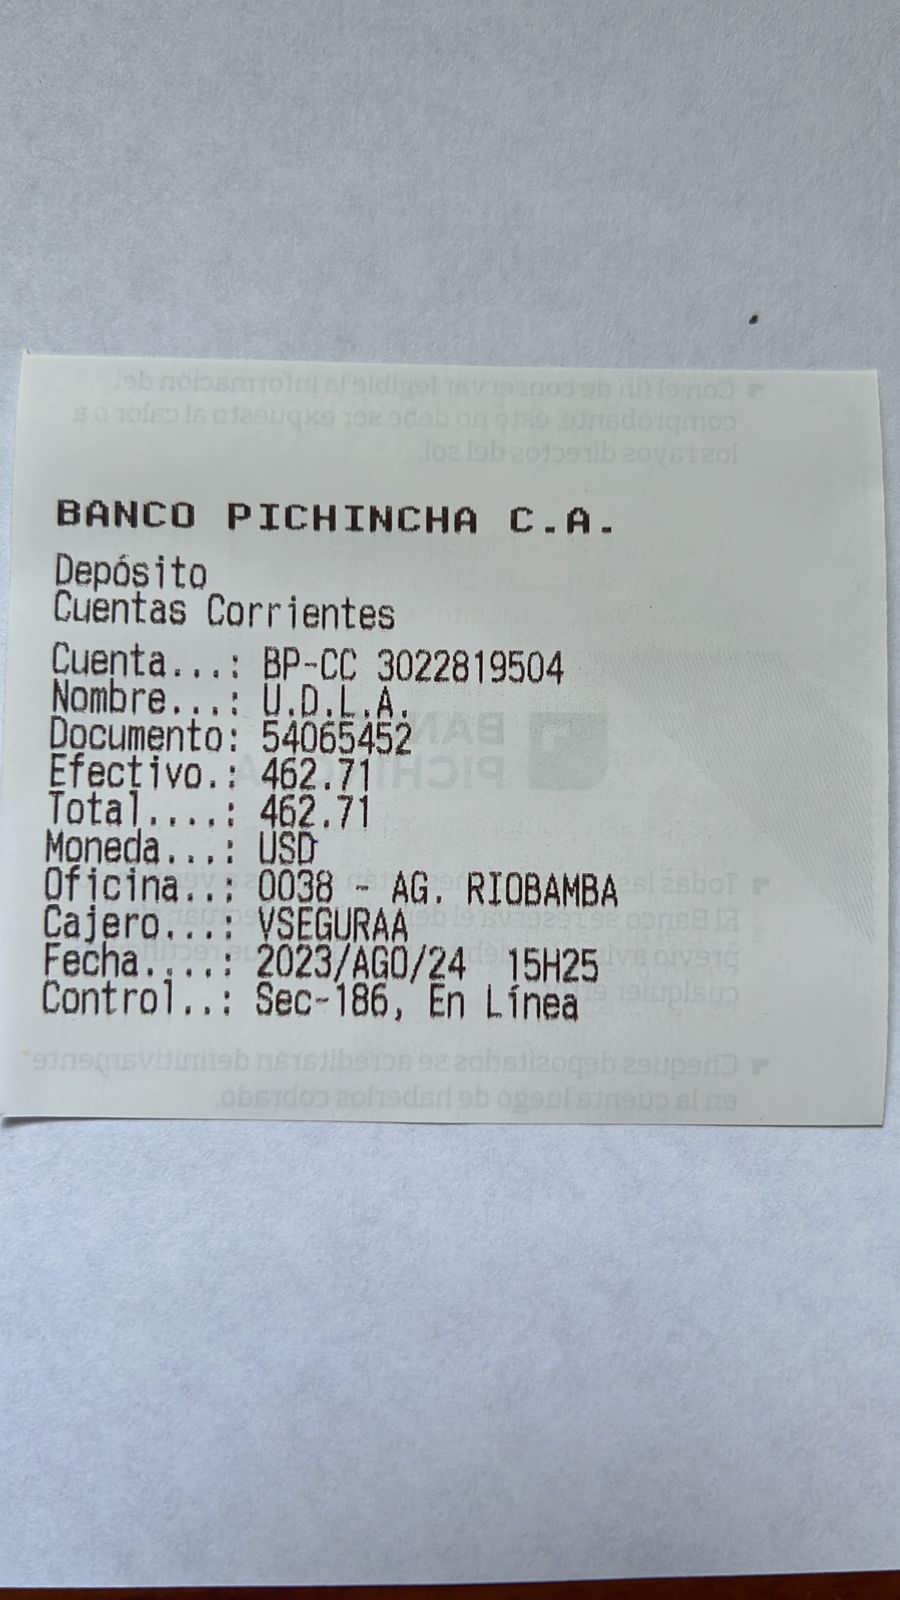 BANCO PICHINCHA C.A.
Depósito
Cuentas Corrientes
Cuenta...: BP-CC 3022819504
Nombre...: U.D.L.A.
Documento: 54065452
Efectivo.: 462.71
Total....: 462.71
Moneda...: USD
Oficina..: 0038 - AG. RIOBAMBA
Cajero...: VSEGURAA
Fecha....: 2023/AGO/24 15H25
Control..: Sec-186, En Línea